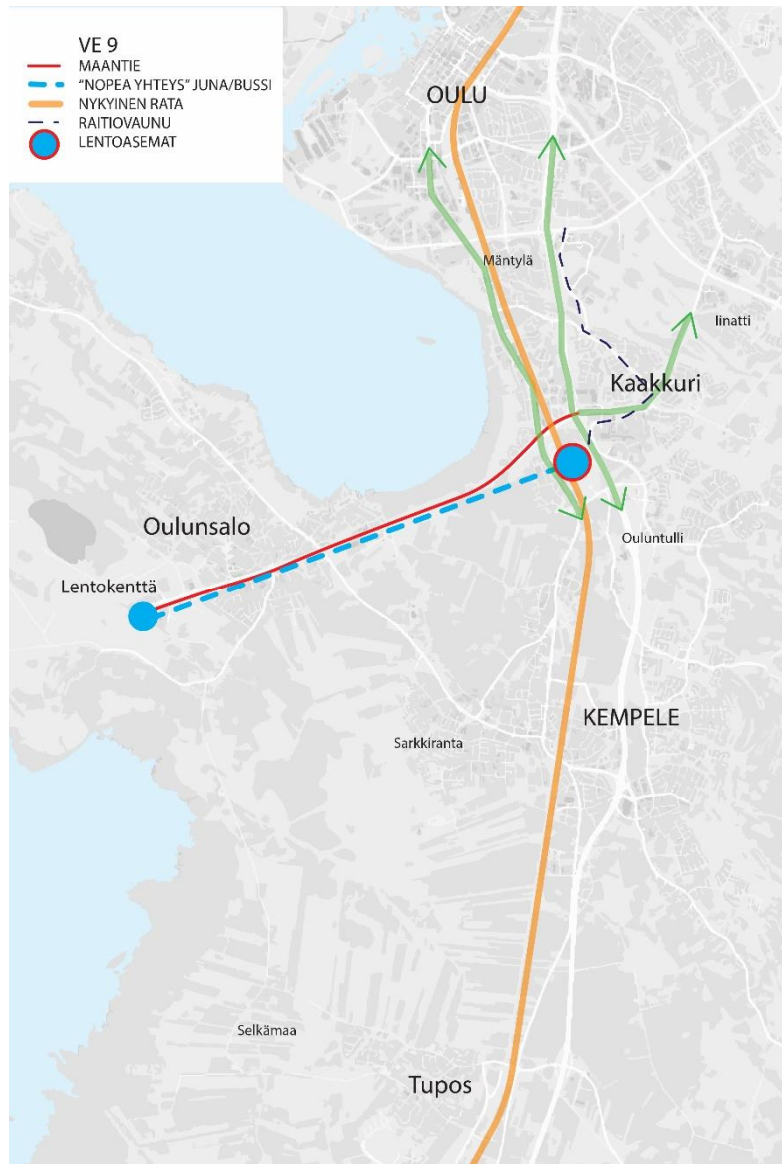 VE 9
MAANTIE
"NOPEA YHTEYS" JUNA/BUSSI
NYKYINEN RATA
RAITIOVAUNU
LENTOASEMAT
OULU
Mäntylä
Iinatti
Kaakkuri
Oulunsalo
Ouluntulli
Lentokenttä
KEMPELE
Sarkkiranta
Selkämaa
Tupos